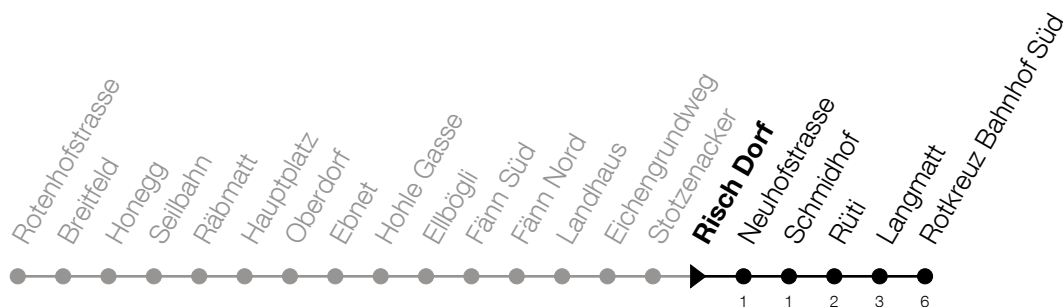 Rotenhofstrasse
Breitfeld
Honegg
Seilbahn
Räbmatt
Hauptplatz
Oberdorf
Ebnet
Hohle Gasse
Ellbögli
Fänn Süd
Fänn Nord
Landhaus
Eichengrundweg
Stotzenacker
Risch Dorf
Neuhofstrasse
Schmidhof
Rüti
Langmatt
Rotkreuz Bahnhof Süd
1 1 2 3 6